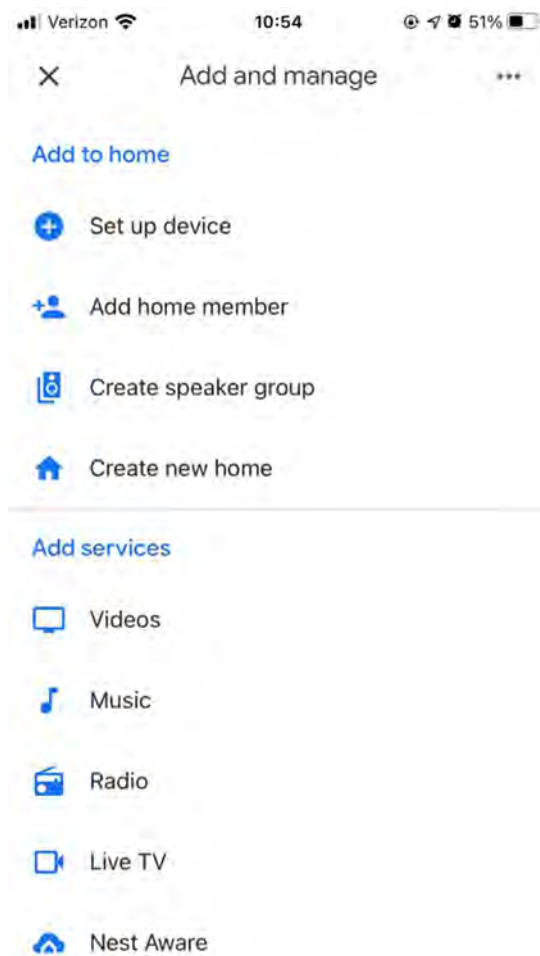 Verizon 10:54 51%
Add and manage
Add to home
Set up device
Add home member
Create speaker group
Create new home
Add services
Videos
Music
Radio
Live TV
Nest Aware